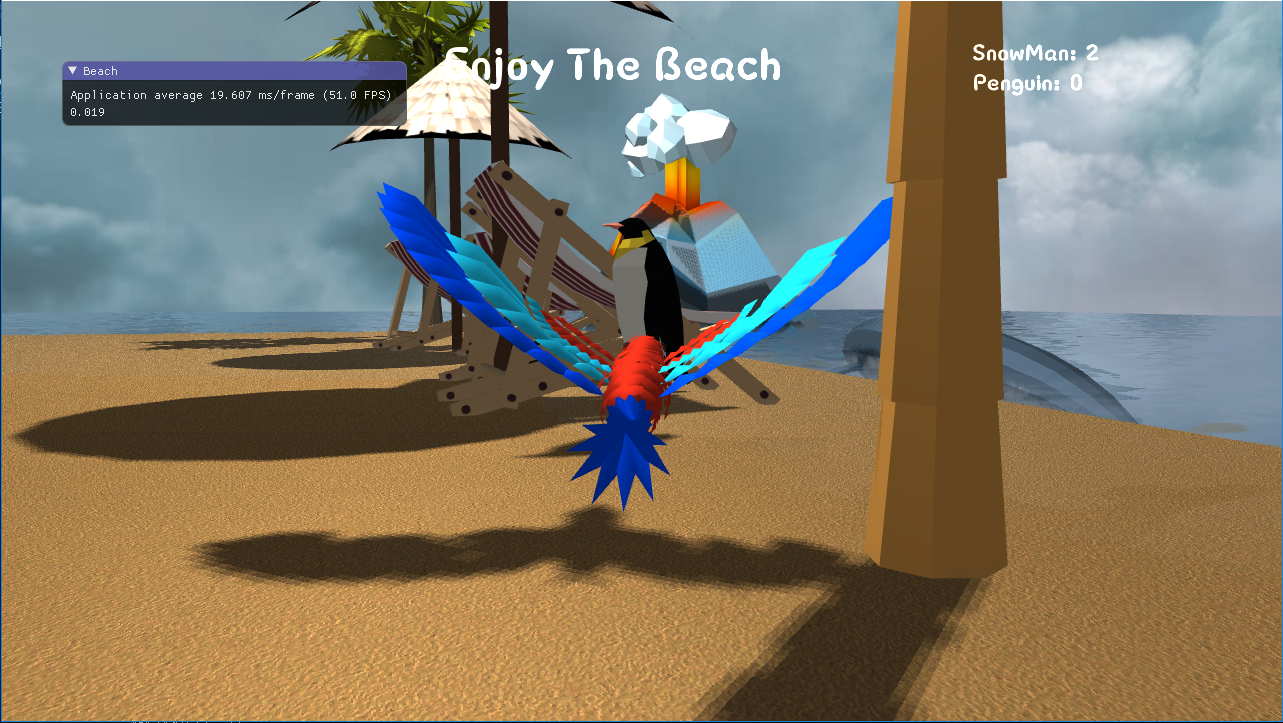 Enjoy The Beach
SnowMan: 2
Penguin: 0
Beach
Application average 19.607 ms/frame (51.0 FPS)
0.019